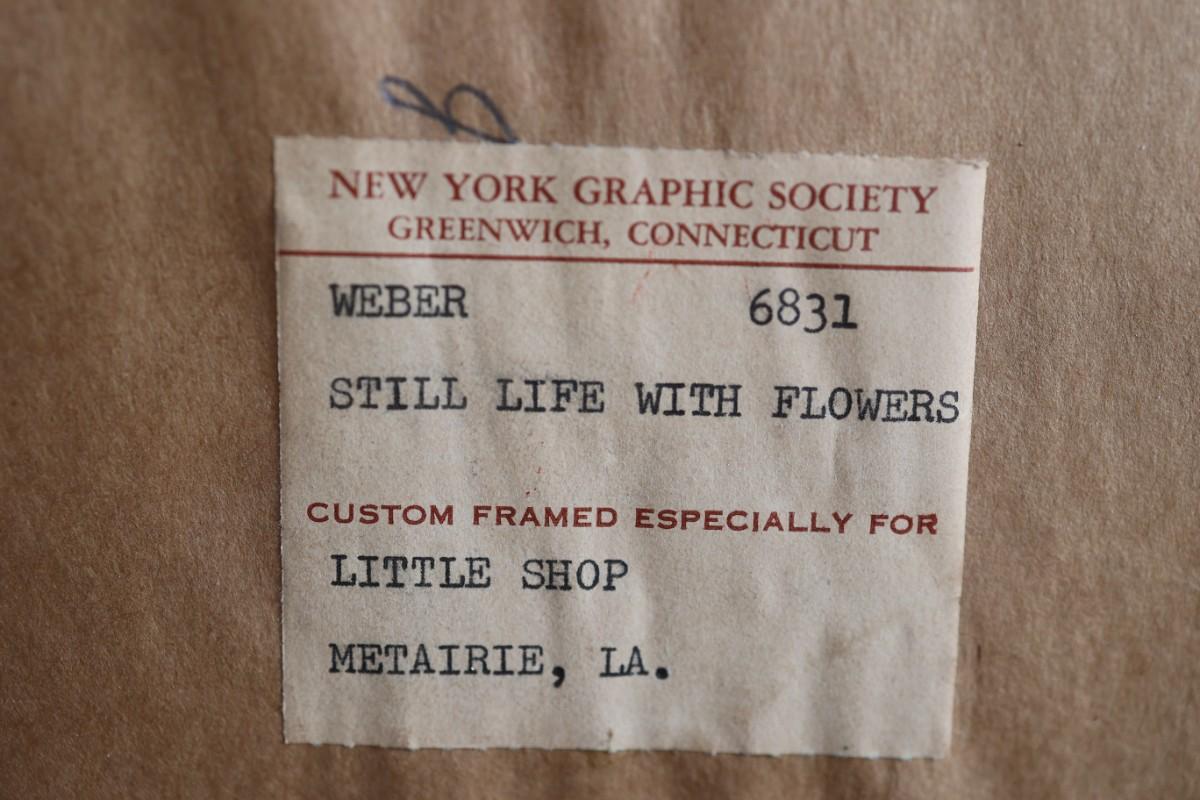 NEW YORK GRAPHIC SOCIETY
GREENWICH, CONNECTICUT
WEBER 6831
STILL LIFE WITH FLOWERS
CUSTOM FRAMED ESPECIALLY FOR
LITTLE SHOP
METAIRIE, LA.